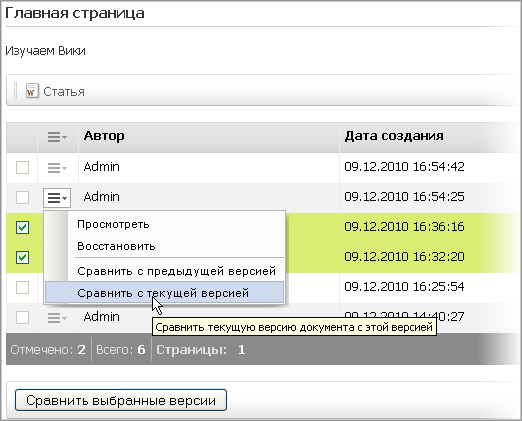 Главная страница
Изучаем Вики
Статья
Автор Дата создания
Admin 09.12.2010 16:54:42
Admin 09.12.2010 16:54:25
Просмотреть 09.12.2010 16:36:16
Восстановить 09.12.2010 16:32:20
Сравнить с предыдущей версией
09.12.2010 16:25:54
Сравнить с текущей версией
Admin 09.12.2010 14:40:27
Сравнить текущую версию документа с этой версией
Отмечено: 2 Всего: 6 Страницы: 1
Сравнить выбранные версии